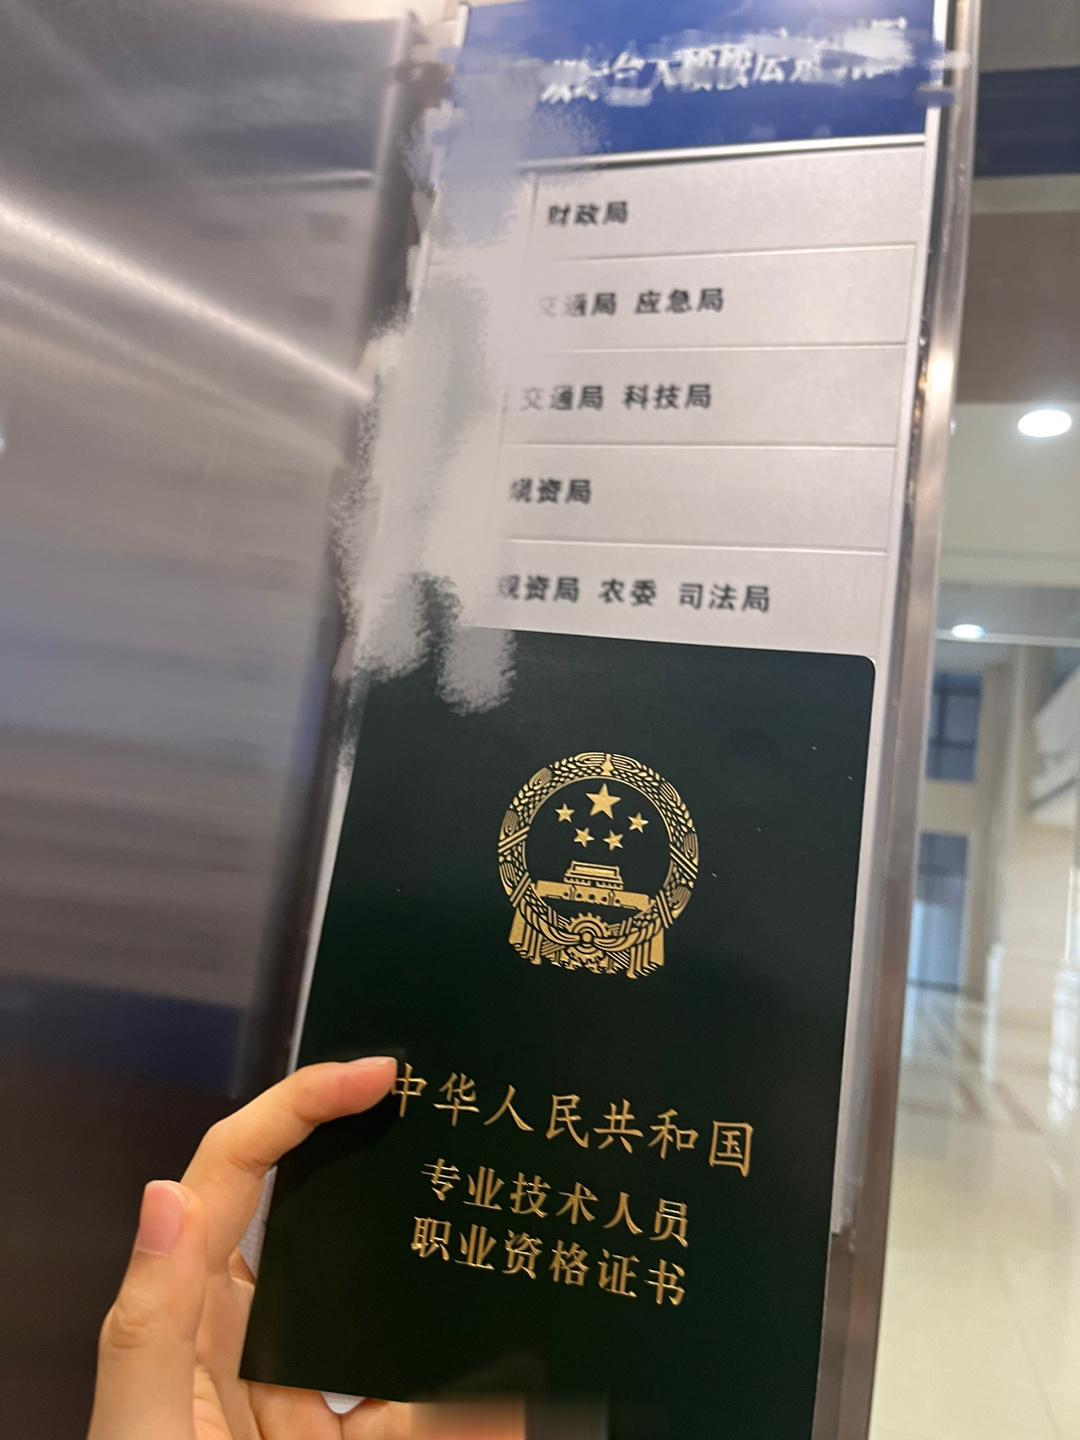 财政局
交通局 应急局
交通局 科技局
规资局
规资局 农委 司法局
中华人民共和国
专业技术人员
职业资格证书